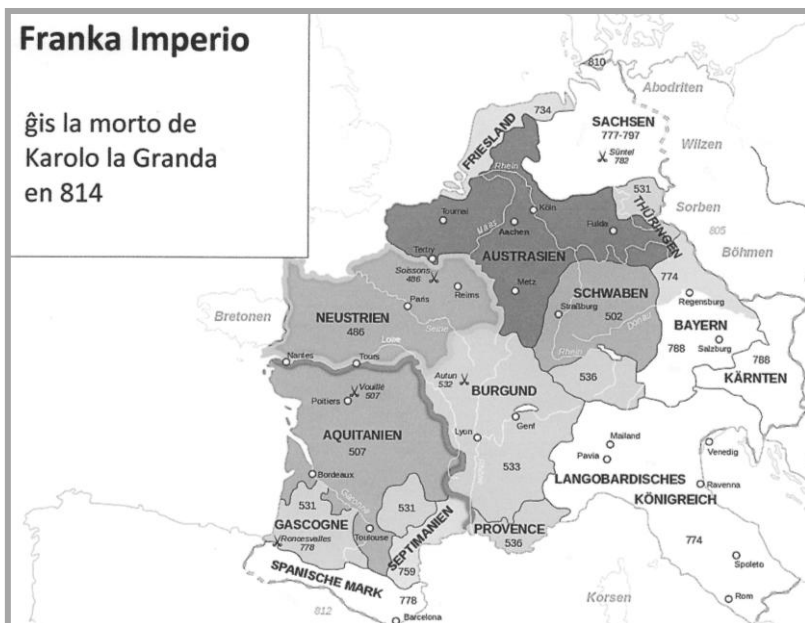 Franka Imperio
ĝis la morto de
Karolo la Granda
en 814
810
Abodriten
734
FRIESLAND
SACHSEN
777-797
Süntel
782
Wilzen
Rhein
531
THÜRINGEN
Sorben
805
Böhmen
Tournai
Köln
Maas
Aachen
Fulda
Tertry
AUSTRASIEN
Soissons
486
Reims
Metz
SCHWABEN
502
774
Regensburg
Bretonen
Paris
NEUSTRIEN
486
Seine
Straßburg
Donau
BAYERN
788
Salzburg
Loire
Nantes
Tours
Rhein
536
788
KÄRNTEN
Autun
532
BURGUND
Vouillé
507
Poitiers
Genf
AQUITANIEN
507
Lyon
533
Mailand
Pavia
Venedig
LANGOBARDISCHES
KÖNIGREICH
Ravenna
Bordeaux
531
Garonne
531
GASCOGNE
Toulouse
SEPTIMANIEN
PROVENCE
536
Roncesvalles
778
759
774
Spoleto
SPANISCHE MARK
778
812
Barcelona
Korsen
Rom